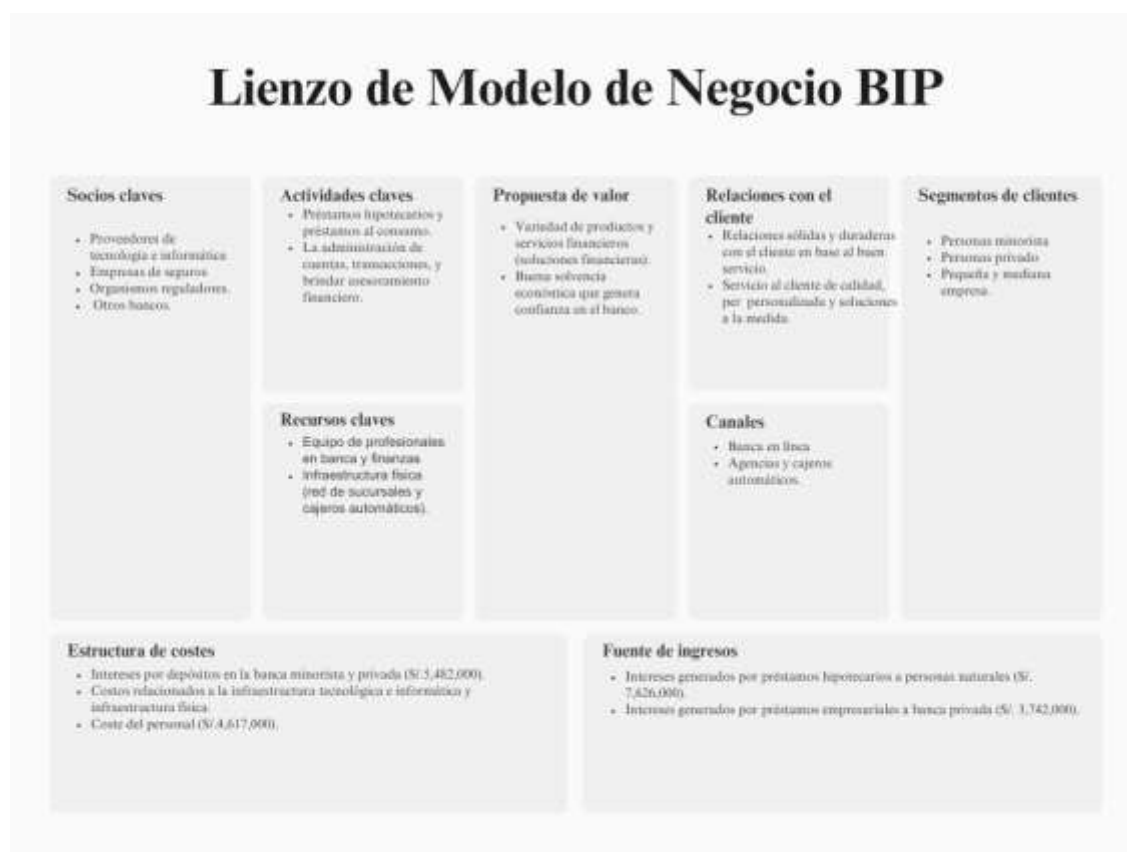 Lienzo de Modelo de Negocio BIP
Socios claves
• Proveedores de
tecnologia e informática
• Empresas de seguros
• Organismos reguladores.
• Otros bancos.
Actividades claves
• Préstamos hipotecarios y
préstamos al consumo.
• La administración de
cuentas, transacciones, y
brindar asesoramiento
financiero.
Recursos claves
• Equipo de profesionales
en banca y finanzas
• Infraestructura física
(red de sucursales y
cajeros automáticos).
Propuesta de valor
• Variedad de productos y
servicios financieros
(soluciones financieras).
• Buena solvencia
económica que genera
confianza en el banco.
Relaciones con el
cliente
• Relaciones sólidas y duraderas
con el cliente en base al buen
servicio.
• Servicio al cliente de calidad,
per personalizada y soluciones
a la medida.
Canales
• Banca en línea
• Agencias y cajeros
automáticos.
Segmentos de clientes
• Personas minorista
• Personas privado
• Pequeña y mediana
empresa.
Estructura de costes
• Intereses por depósitos en la banca minorista y privada (S/.5,482,000).
• Costos relacionados a la infraestructura tecnológica e informática y
infraestructura física.
• Coste del personal (S/.4,617,000).
Fuente de ingresos
• Intereses generados por préstamos hipotecarios a personas naturales (S/.
7,626,000).
• Intereses generados por préstamos empresariales a banca privada (S/. 3,742,000).